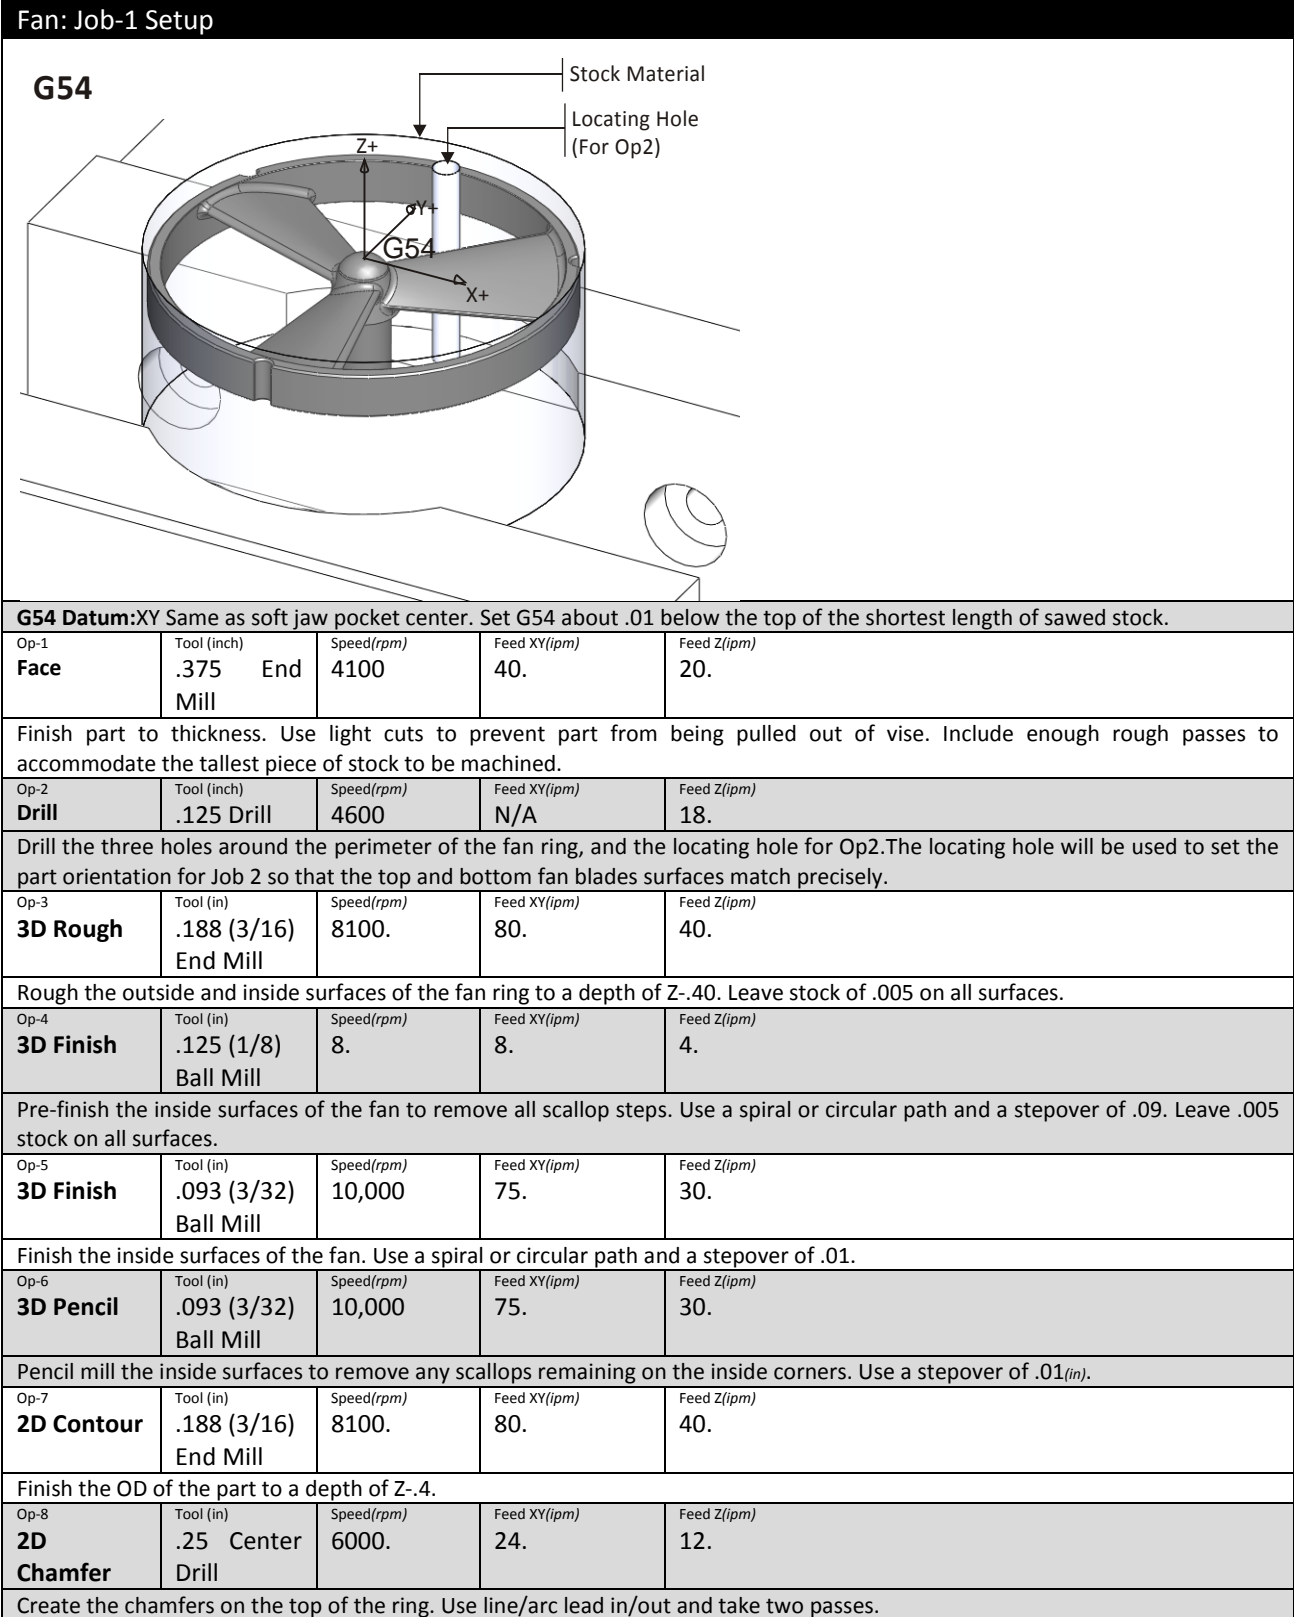 Fan: Job-1 Setup
G54
Stock Material
Locating Hole
(For Op2)
Z+
Y+
G54
X+
G54 Datum:XY Same as soft jaw pocket center. Set G54 about .01 below the top of the shortest length of sawed stock.
Op-1 Tool (inch) Speed(rpm) Feed XY(ipm) Feed Z(ipm)
Face .375 End 4100 40. 20.
Mill
Finish part to thickness. Use light cuts to prevent part from being pulled out of vise. Include enough rough passes to
accommodate the tallest piece of stock to be machined.
Op-2 Tool (inch) Speed(rpm) Feed XY(ipm) Feed Z(ipm)
Drill .125 Drill 4600 N/A 18.
Drill the three holes around the perimeter of the fan ring, and the locating hole for Op2.The locating hole will be used to set the
part orientation for Job 2 so that the top and bottom fan blades surfaces match precisely.
Op-3 Tool (in) Speed(rpm) Feed XY(ipm) Feed Z(ipm)
3D Rough .188 (3/16) 8100. 80. 40.
End Mill
Rough the outside and inside surfaces of the fan ring to a depth of Z-.40. Leave stock of .005 on all surfaces.
Op-4 Tool (in) Speed(rpm) Feed XY(ipm) Feed Z(ipm)
3D Finish .125 (1/8) 8. 8. 4.
Ball Mill
Pre-finish the inside surfaces of the fan to remove all scallop steps. Use a spiral or circular path and a stepover of .09. Leave .005
stock on all surfaces.
Op-5 Tool (in) Speed(rpm) Feed XY(ipm) Feed Z(ipm)
3D Finish .093 (3/32) 10,000 75. 30.
Ball Mill
Finish the inside surfaces of the fan. Use a spiral or circular path and a stepover of .01.
Op-6 Tool (in) Speed(rpm) Feed XY(ipm) Feed Z(ipm)
3D Pencil .093 (3/32) 10,000 75. 30.
Ball Mill
Pencil mill the inside surfaces to remove any scallops remaining on the inside corners. Use a stepover of .01(in).
Op-7 Tool (in) Speed(rpm) Feed XY(ipm) Feed Z(ipm)
2D Contour .188 (3/16) 8100. 80. 40.
End Mill
Finish the OD of the part to a depth of Z-.4.
Op-8 Tool (in) Speed(rpm) Feed XY(ipm) Feed Z(ipm)
2D .25 Center 6000. 24. 12.
Chamfer Drill
Create the chamfers on the top of the ring. Use line/arc lead in/out and take two passes.